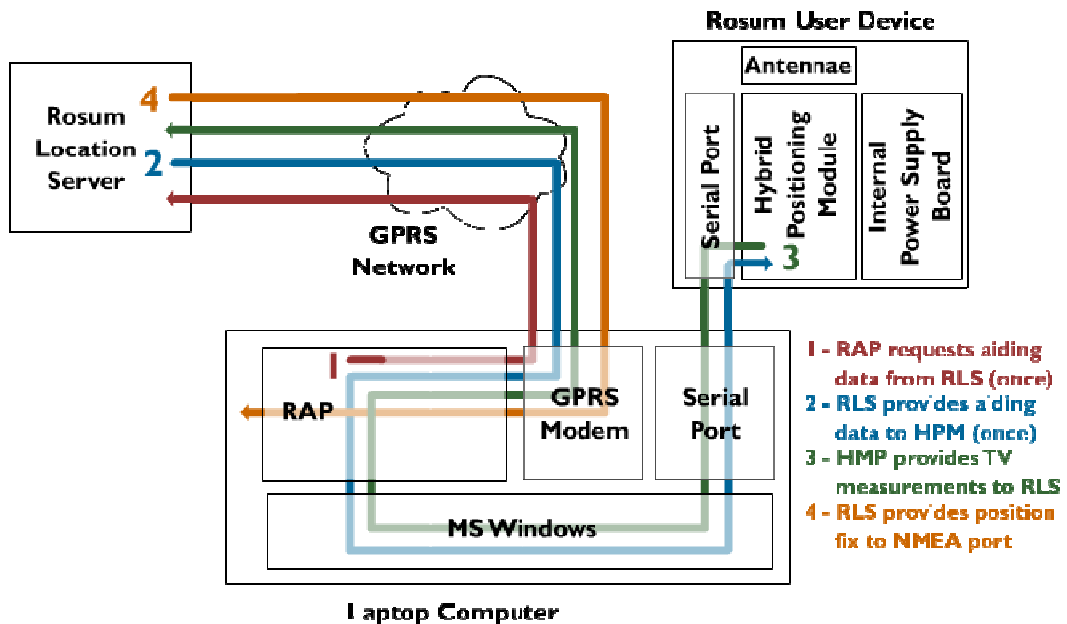 Rosum User Device
Antennae
Serial Port
Hybrid
Positioning
Module
Internal
Power Supply
Board
3
Rosum
Location
Server
4
2
GPRS
Network
1
RAP
GPRS
Modem
Serial
Port
MS Windows
Laptop Computer
1 - RAP requests aiding
data from RLS (once)
2 - RLS provides aiding
data to HPM (once)
3 - HMP provides TV
measurements to RLS
4 - RLS provides position
fix to NMEA port